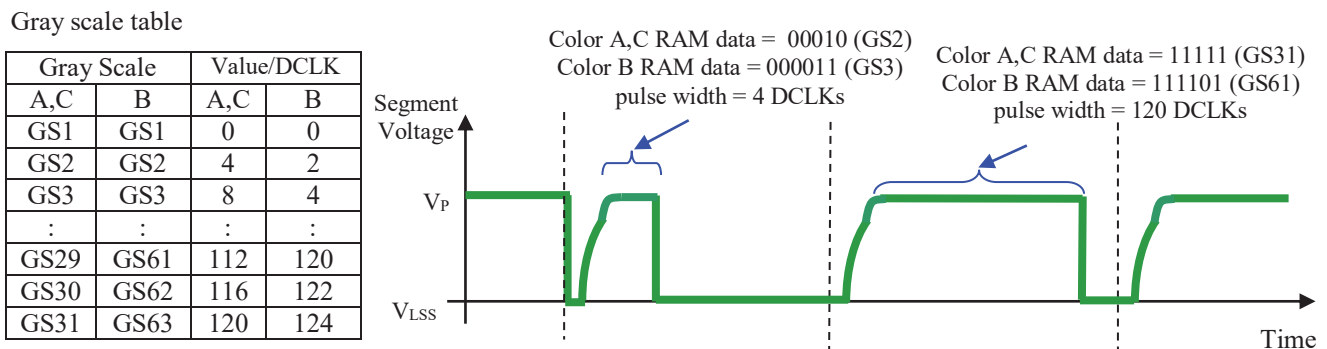 Gray scale table
Gray Scale Value/DCLK
A,C B A,C B
GS1 GS1 0 0
GS2 GS2 4 2
GS3 GS3 8 4
: : : :
GS29 GS61 112 120
GS30 GS62 116 122
GS31 GS63 120 124
Color A,C RAM data = 00010 (GS2)
Color B RAM data = 000011 (GS3)
pulse width = 4 DCLKs
Color A,C RAM data = 11111 (GS31)
Color B RAM data = 111101 (GS61)
pulse width = 120 DCLKs
Segment
Voltage
VP
VLSS
Time